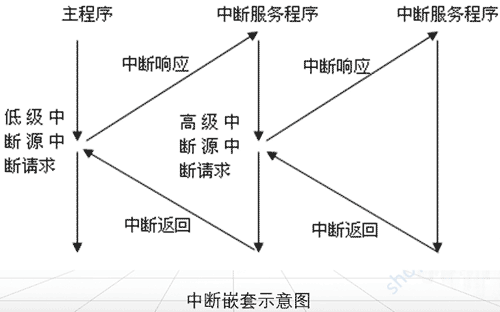 主程序 中断服务程序 中断服务程序
中断响应 中断响应
低级中
断源中
断请求
高级中
断源中
断请求
中断返回 中断返回
中断嵌套示意图